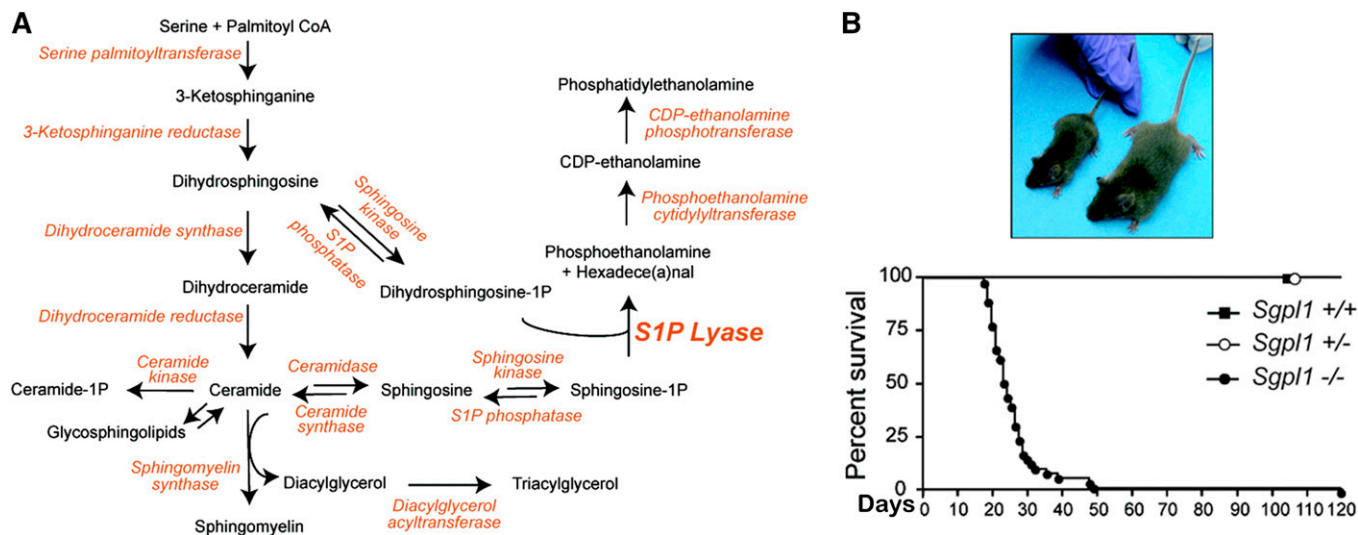 A
Serine + Palmitoyl CoA
Serine palmitoyltransferase
3-Ketosphinganine
3-Ketosphinganine reductase
Dihydrosphingosine
Sphingosine
kinase
S1P
phosphatase
Dihydroceramide synthase
Dihydroceramide
Dihydrosphingosine-1P
Dihydroceramide reductase
Phosphatidylethanolamine
CDP-ethanolamine
phosphotransferase
CDP-ethanolamine
Phosphoethanolamine
cytidylyltransferase
Phosphoethanolamine
+ Hexadece(a)nal
S1P Lyase
Ceramide
kinase
Ceramidase
Sphingosine
kinase
Ceramide-1P
Ceramide
Sphingosine
Sphingosine-1P
Ceramide
synthase
S1P phosphatase
Glycosphingolipids
Sphingomyelin
synthase
Diacylglycerol
Triacylglycerol
Diacylglycerol
acyltransferase
Sphingomyelin
B
Percent survival
100
75
50
25
0
Sgpl1 +/+
Sgpl1 +/-
Sgpl1 -/-
Days
0 10 20 30 40 50 60 70 80 90 100 110 120